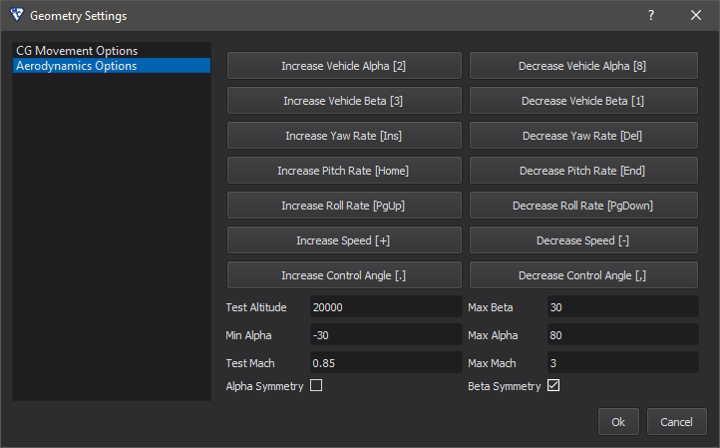 Geometry Settings
?
CG Movement Options
Aerodynamics Options
Increase Vehicle Alpha [2]
Decrease Vehicle Alpha [8]
Increase Vehicle Beta [3]
Decrease Vehicle Beta [1]
Increase Yaw Rate [Ins]
Decrease Yaw Rate [Del]
Increase Pitch Rate [Home]
Decrease Pitch Rate [End]
Increase Roll Rate [PgUp]
Decrease Roll Rate [PgDown]
Increase Speed [+]
Decrease Speed [-]
Increase Control Angle [.]
Decrease Control Angle [,]
Test Altitude 20000 Max Beta 30
Min Alpha -30 Max Alpha 80
Test Mach 0.85 Max Mach 3
Alpha Symmetry Beta Symmetry
Ok Cancel